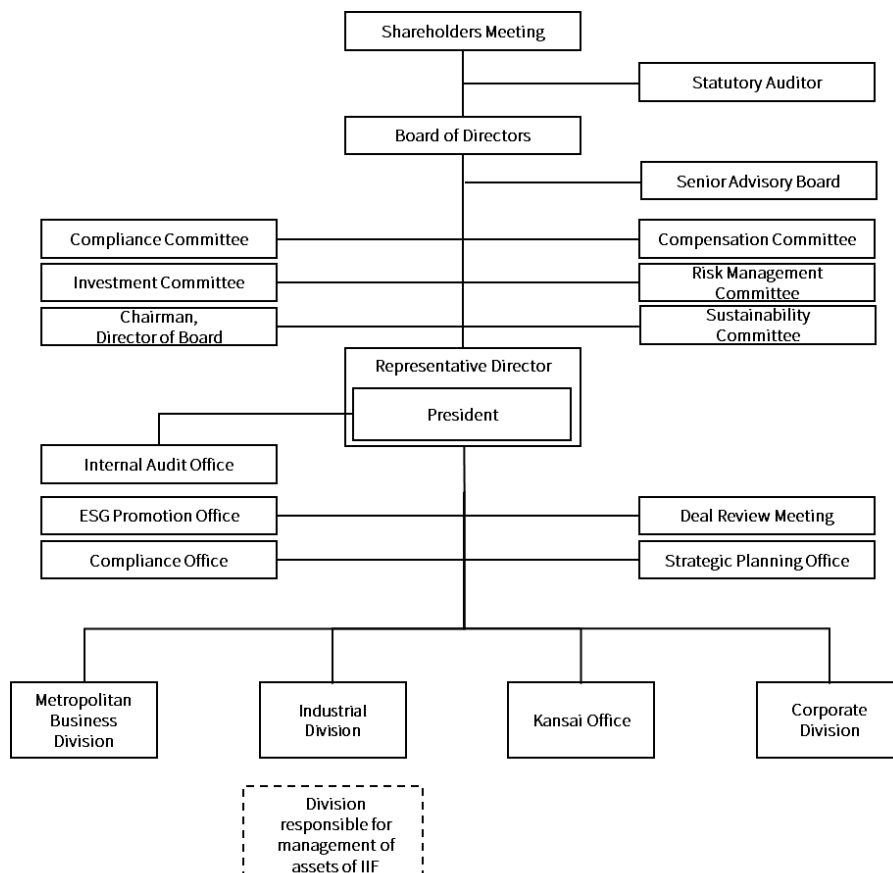 Shareholders Meeting
Statutory Auditor
Board of Directors
Senior Advisory Board
Compliance Committee
Compensation Committee
Investment Committee
Risk Management
Committee
Chairman,
Director of Board
Sustainability
Committee
Representative Director
President
Internal Audit Office
ESG Promotion Office
Deal Review Meeting
Compliance Office
Strategic Planning Office
Metropolitan
Business
Division
Industrial
Division
Kansai Office
Corporate
Division
Division
responsible for
management of
assets of IIF